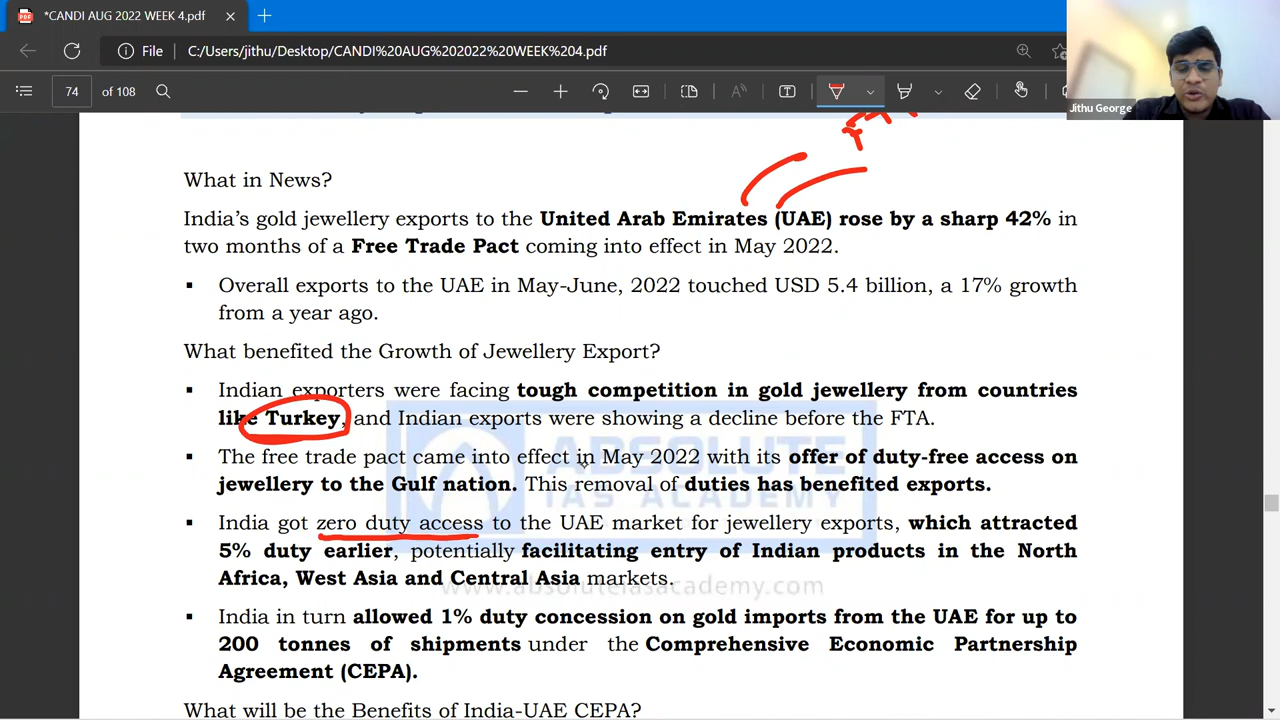 *CANDI AUG 2022 WEEK 4.pdf
File C:/Users/jithu/Desktop/CANDI%20AUG%202022%20WEEK%204.pdf
74 of 108
Jithu George
What in News?
India's gold jewellery exports to the United Arab Emirates (UAE) rose by a sharp 42% in
two months of a Free Trade Pact coming into effect in May 2022.
▪ Overall exports to the UAE in May-June, 2022 touched USD 5.4 billion, a 17% growth
from a year ago.
What benefited the Growth of Jewellery Export?
▪ Indian exporters were facing tough competition in gold jewellery from countries
like Turkey, and Indian exports were showing a decline before the FTA.
▪ The free trade pact came into effect in May 2022 with its offer of duty-free access on
jewellery to the Gulf nation. This removal of duties has benefited exports.
▪ India got zero duty access to the UAE market for jewellery exports, which attracted
5% duty earlier, potentially facilitating entry of Indian products in the North
Africa, West Asia and Central Asia markets.
▪ India in turn allowed 1% duty concession on gold imports from the UAE for up to
200 tonnes of shipments under the Comprehensive Economic Partnership
Agreement (CEPA).
What will be the Benefits of India-UAE CEPA?
ABSOLUTE
IAS ACADEMY
www.absoluteiasacademy.com